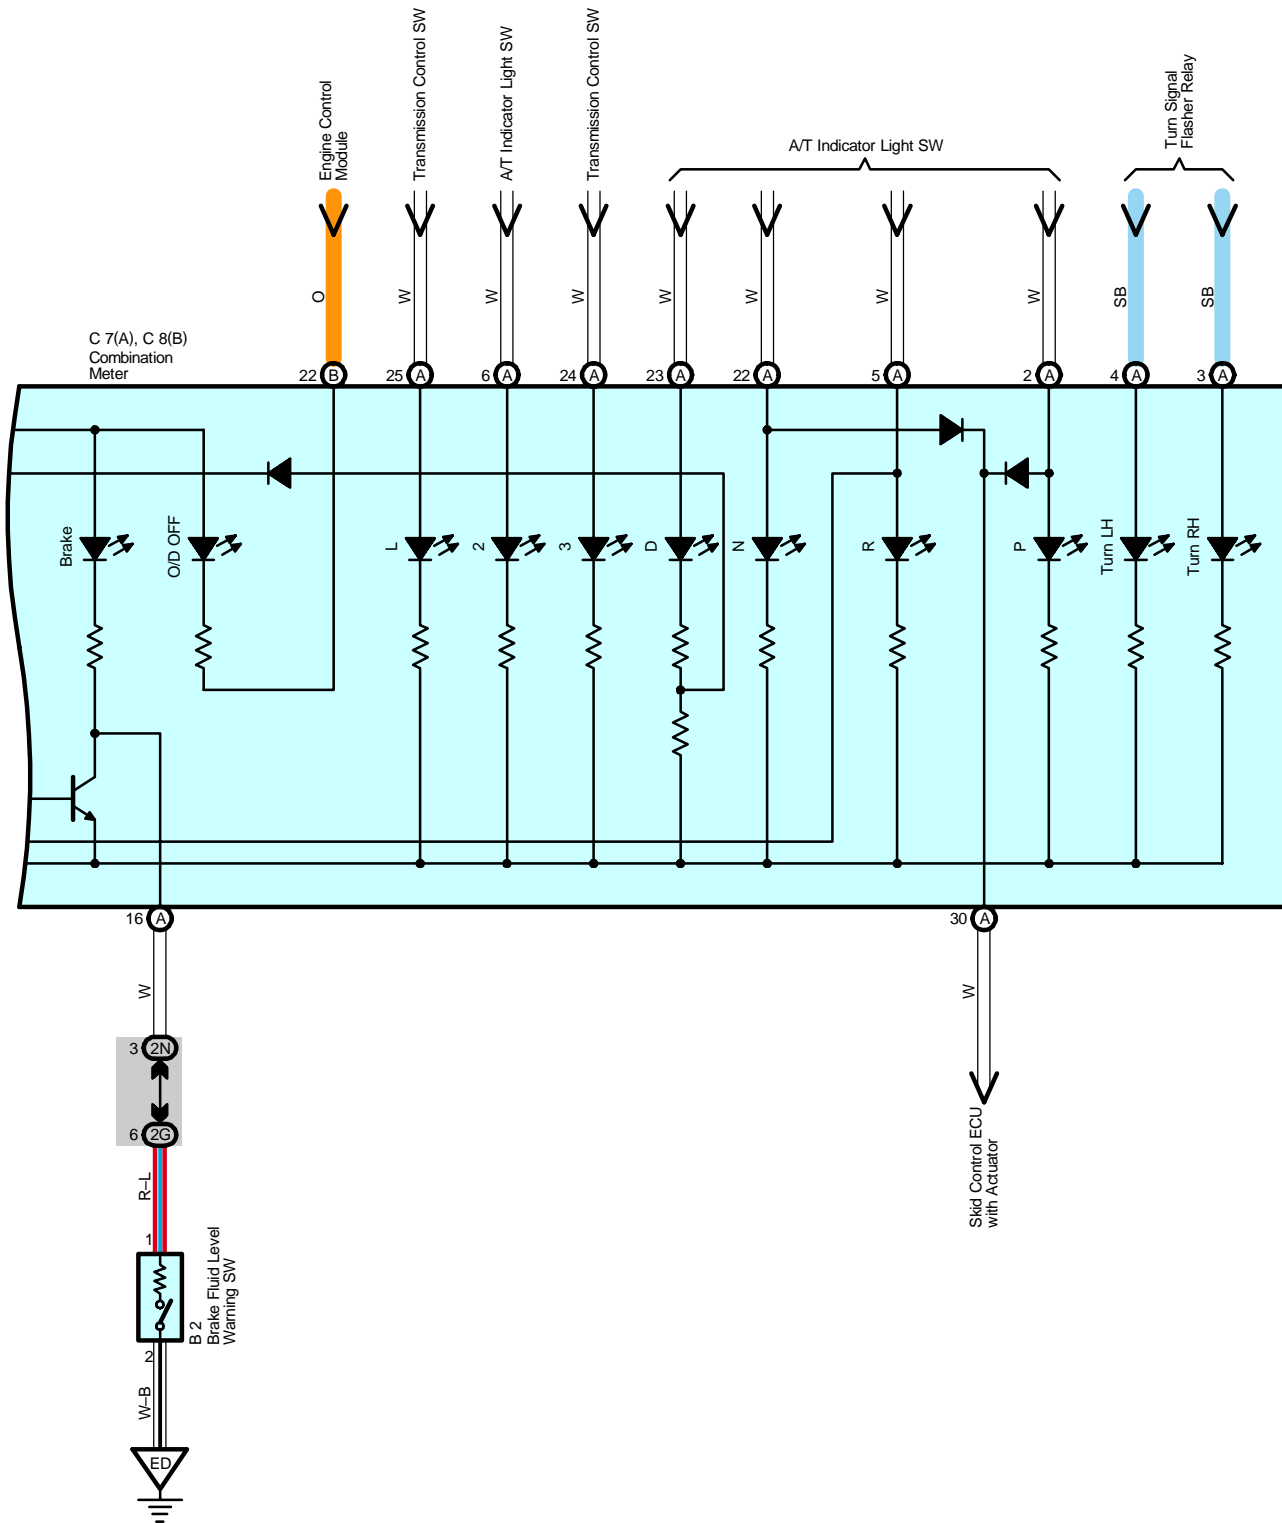 Engine Control
Module
Transmission Control SW
A/T Indicator Light SW
Transmission Control SW
A/T Indicator Light SW
Turn Signal
Flasher Relay
O
W
W
W
W
W
W
W
SB
SB
C 7(A), C 8(B)
Combination
Meter
22 B
25 A
6 A
24 A
23 A
22 A
5 A
2 A
4 A
3 A
Brake
O/D OFF
L
2
3
D
N
R
P
Turn LH
Turn RH
16 A
30 A
W
W
3 2N
6 2G
R–L
1
B 2
Brake Fluid Level
Warning SW
2
W–B
ED
Skid Control ECU
with Actuator